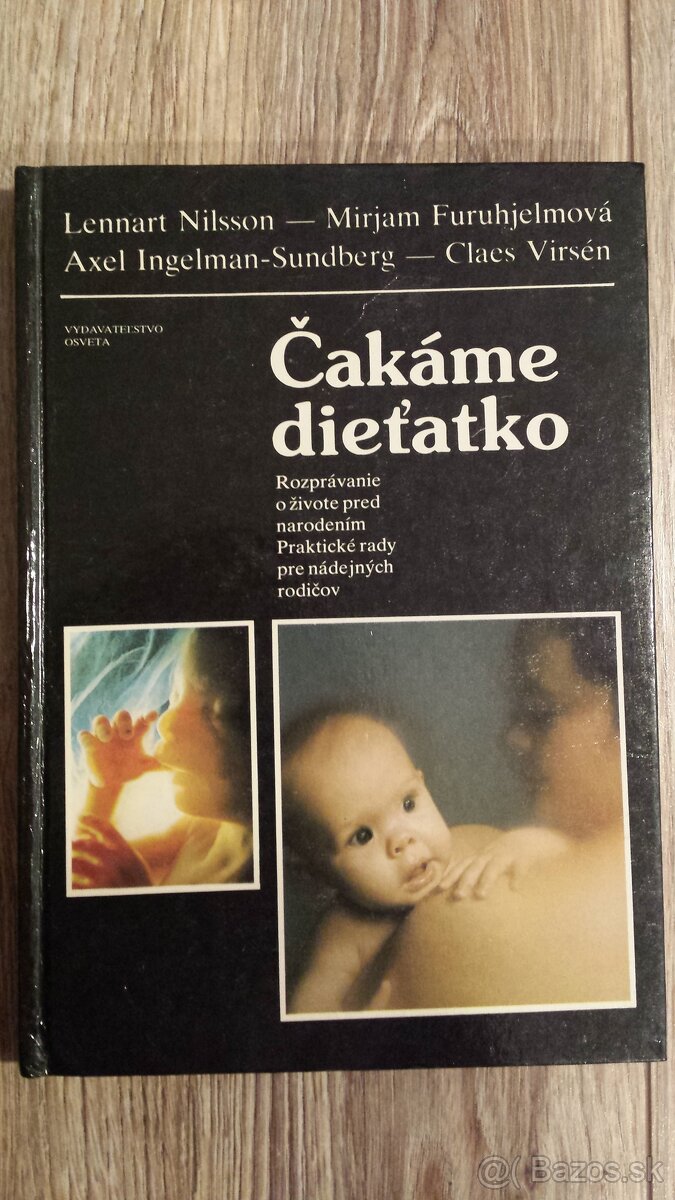 Lennart Nilsson — Mirjam Furuhjelmová
Axel Ingelman-Sundberg — Claes Virsén
VYDAVATEĽSTVO
OSVETA
Čakáme
dieťatko
Rozprávanie
o živote pred
narodením
Praktické rady
pre nádejných
rodičov
Bazos.sk